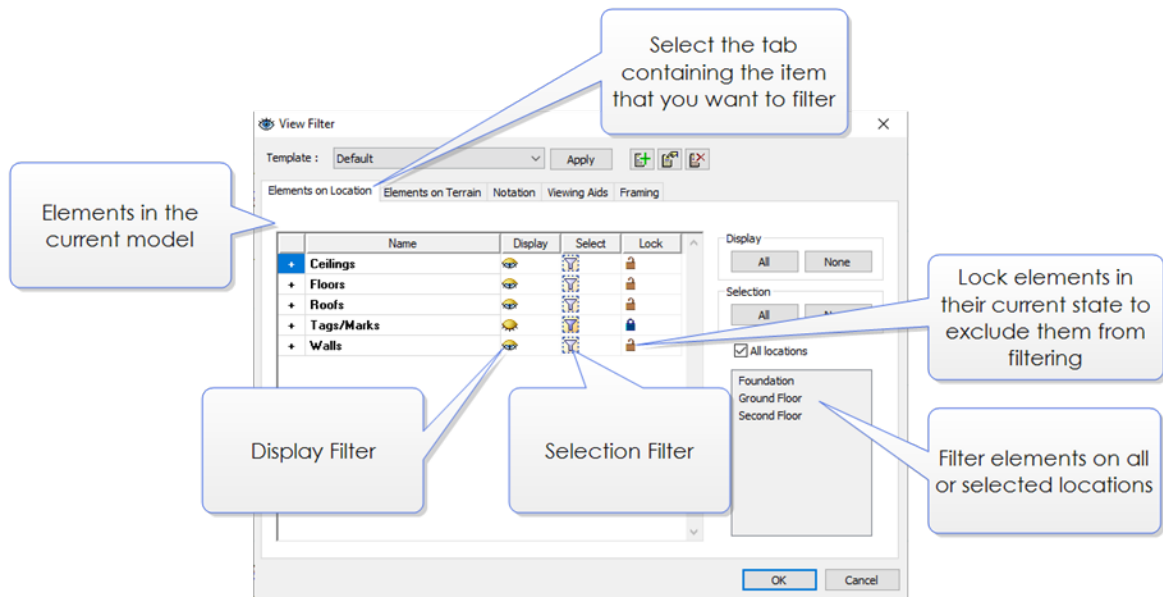 Select the tab
containing the item
that you want to filter
View Filter
Template :
Default
Apply
Elements on Location
Elements on Terrain
Notation
Viewing Aids
Framing
Elements in the
current model
Name
Display
Select
Lock
+ Ceilings
+ Floors
+ Roofs
+ Tags/Marks
+ Walls
Display
All
None
Selection
All
All locations
Foundation
Ground Floor
Second Floor
Lock elements in
their current state to
exclude them from
filtering
Display Filter
Selection Filter
Filter elements on all
or selected locations
OK
Cancel